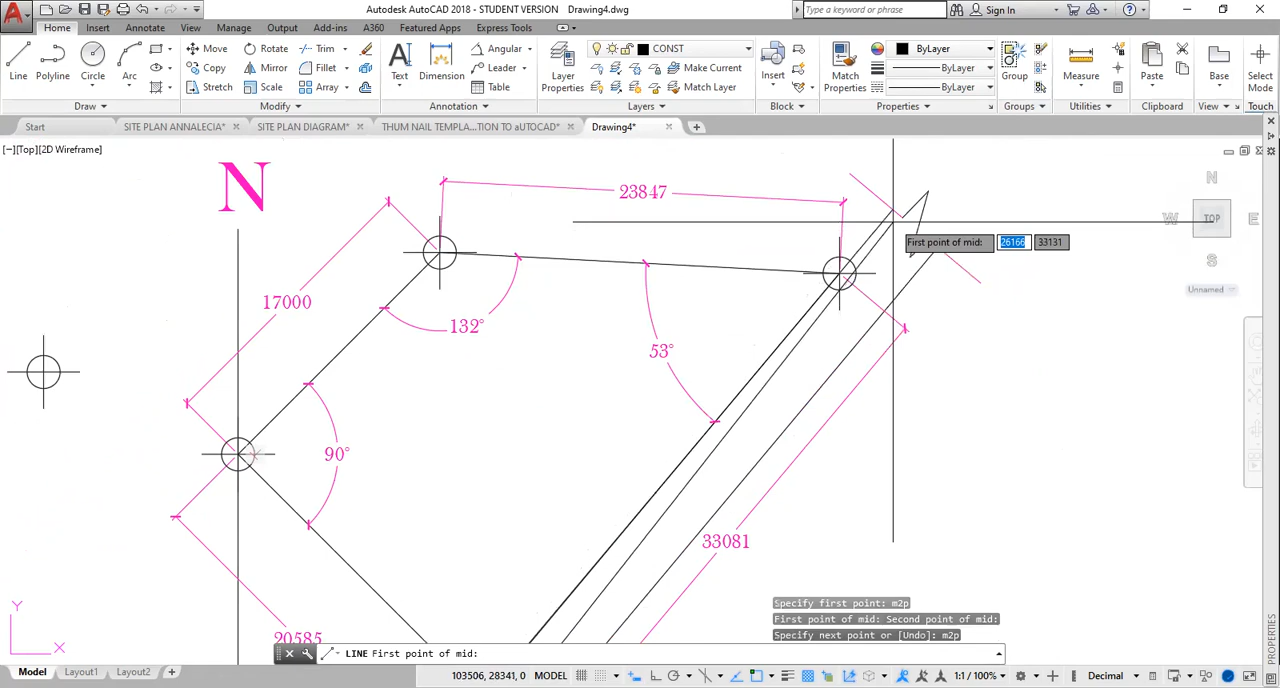 Autodesk AutoCAD 2018 - STUDENT VERSION Drawing4.dwg
Type a keyword or phrase
Sign In
Home Insert Annotate View Manage Output Add-ins A360 Featured Apps Express Tools
Line Polyline Circle Arc
Move Rotate Trim
Copy Mirror Fillet
Stretch Scale Array
Text Dimension
Angular
Leader
Table
Layer Properties
CONST
Make Current
Match Layer
Insert
Match Properties
ByLayer
ByLayer
ByLayer
Group
Measure
Paste
Base
Select Mode
Draw Modify Annotation Layers Block Properties Groups Utilities Clipboard View Touch
Start SITE PLAN ANNALECIA* SITE PLAN DIAGRAM* THUM NAIL TEMPLA...TION TO aUTOCAD* Drawing4*
[−][Top][2D Wireframe]
N
N
W TOP E
S
Unnamed
23847
First point of mid: 26166 33131
17000
132°
53°
90°
33081
20585
Y
X
Specify first point: m2p
First point of mid: Second point of mid:
Specify next point or [Undo]: m2p
LINE First point of mid:
PROPERTIES
Model Layout1 Layout2 +
103506, 28341, 0 MODEL
1:1 / 100%
Decimal